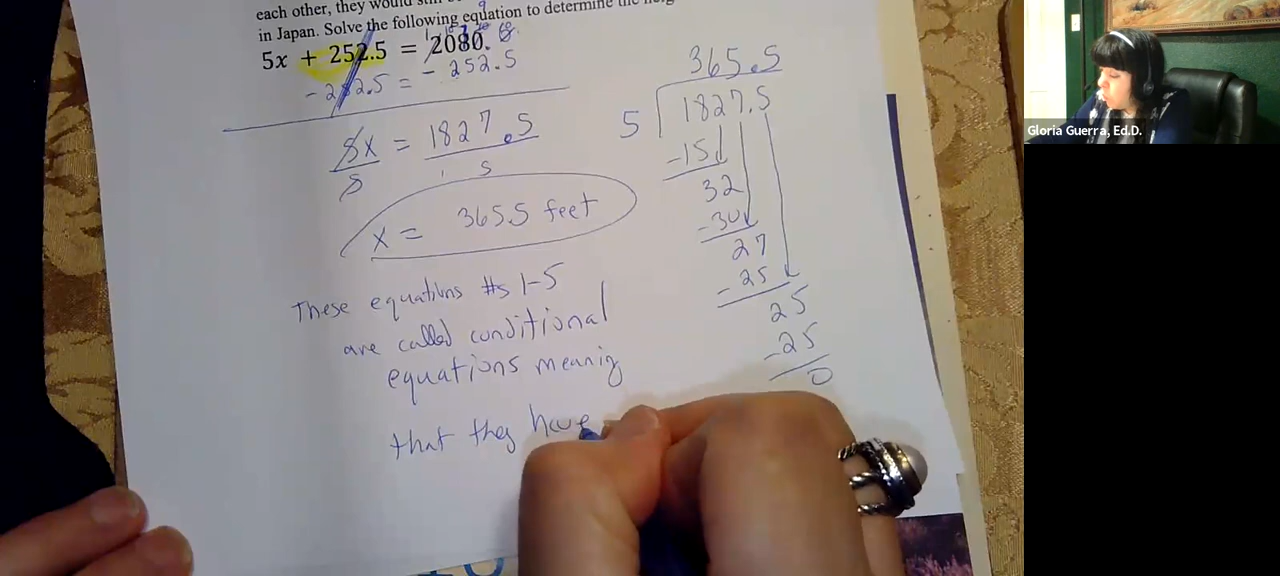 each other, they would still
in Japan. Solve the following equation to determine the
5x + 252.5 = 2080.
- 252.5 = - 252.5
5x = 1827.5
5 5
x = 365.5 feet
These equations #s 1-5
are called conditional
equations meanig
that they have
365.5
5 1827.5
-15
32
-30
27
-25
25
-25
0
Gloria Guerra, Ed.D.